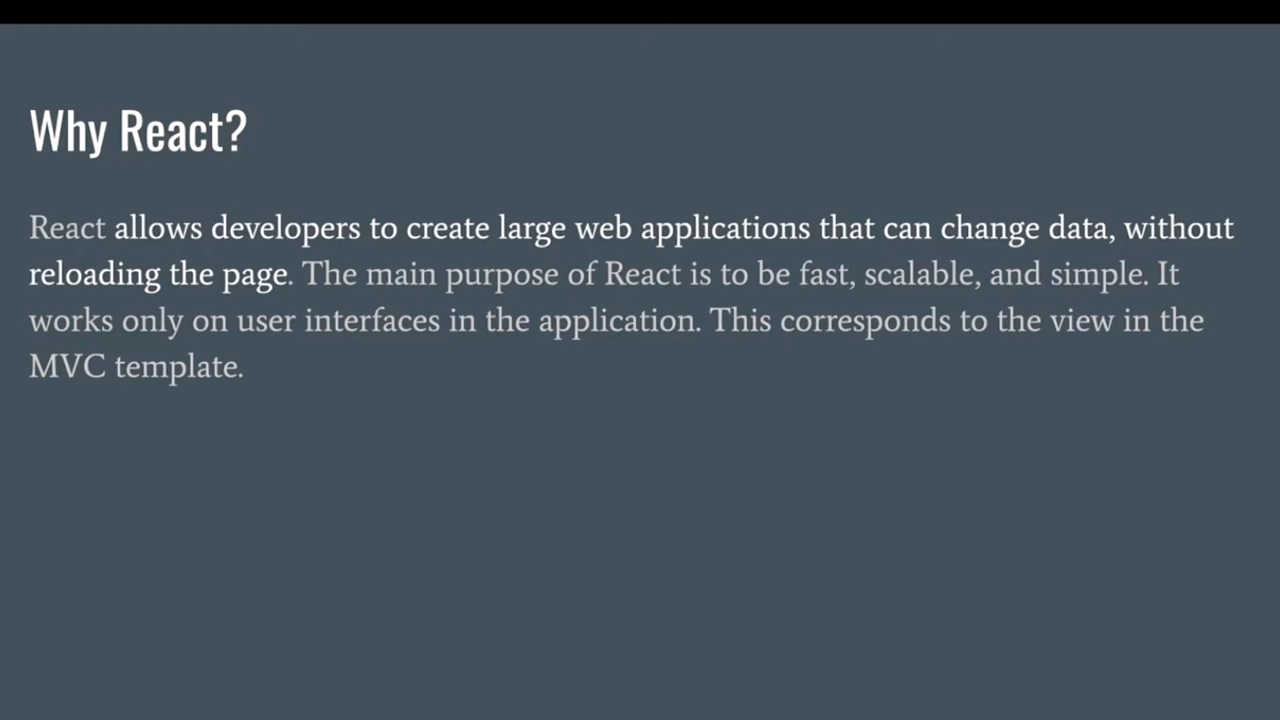 Why React?
React allows developers to create large web applications that can change data, without
reloading the page. The main purpose of React is to be fast, scalable, and simple. It
works only on user interfaces in the application. This corresponds to the view in the
MVC template.